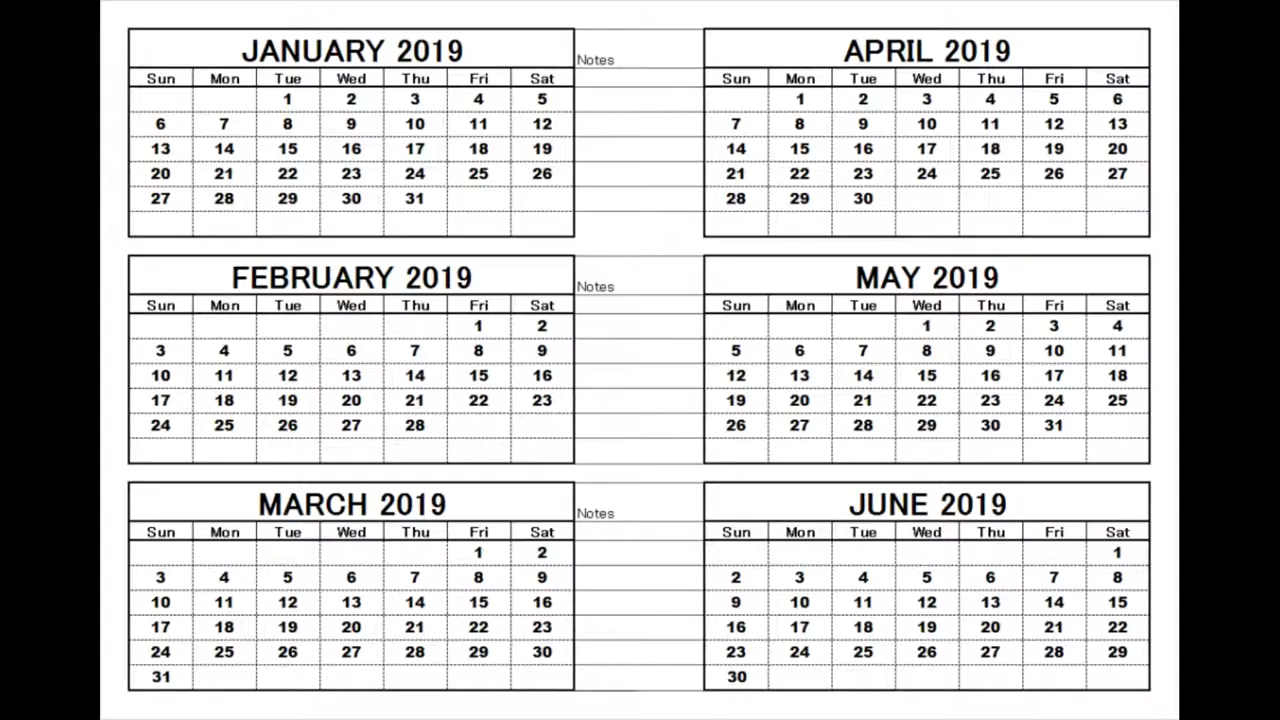 JANUARY 2019
Sun Mon Tue Wed Thu Fri Sat
1 2 3 4 5
6 7 8 9 10 11 12
13 14 15 16 17 18 19
20 21 22 23 24 25 26
27 28 29 30 31
Notes
APRIL 2019
Sun Mon Tue Wed Thu Fri Sat
1 2 3 4 5 6
7 8 9 10 11 12 13
14 15 16 17 18 19 20
21 22 23 24 25 26 27
28 29 30
FEBRUARY 2019
Sun Mon Tue Wed Thu Fri Sat
1 2
3 4 5 6 7 8 9
10 11 12 13 14 15 16
17 18 19 20 21 22 23
24 25 26 27 28
Notes
MAY 2019
Sun Mon Tue Wed Thu Fri Sat
1 2 3 4
5 6 7 8 9 10 11
12 13 14 15 16 17 18
19 20 21 22 23 24 25
26 27 28 29 30 31
MARCH 2019
Sun Mon Tue Wed Thu Fri Sat
1 2
3 4 5 6 7 8 9
10 11 12 13 14 15 16
17 18 19 20 21 22 23
24 25 26 27 28 29 30
31
Notes
JUNE 2019
Sun Mon Tue Wed Thu Fri Sat
1
2 3 4 5 6 7 8
9 10 11 12 13 14 15
16 17 18 19 20 21 22
23 24 25 26 27 28 29
30